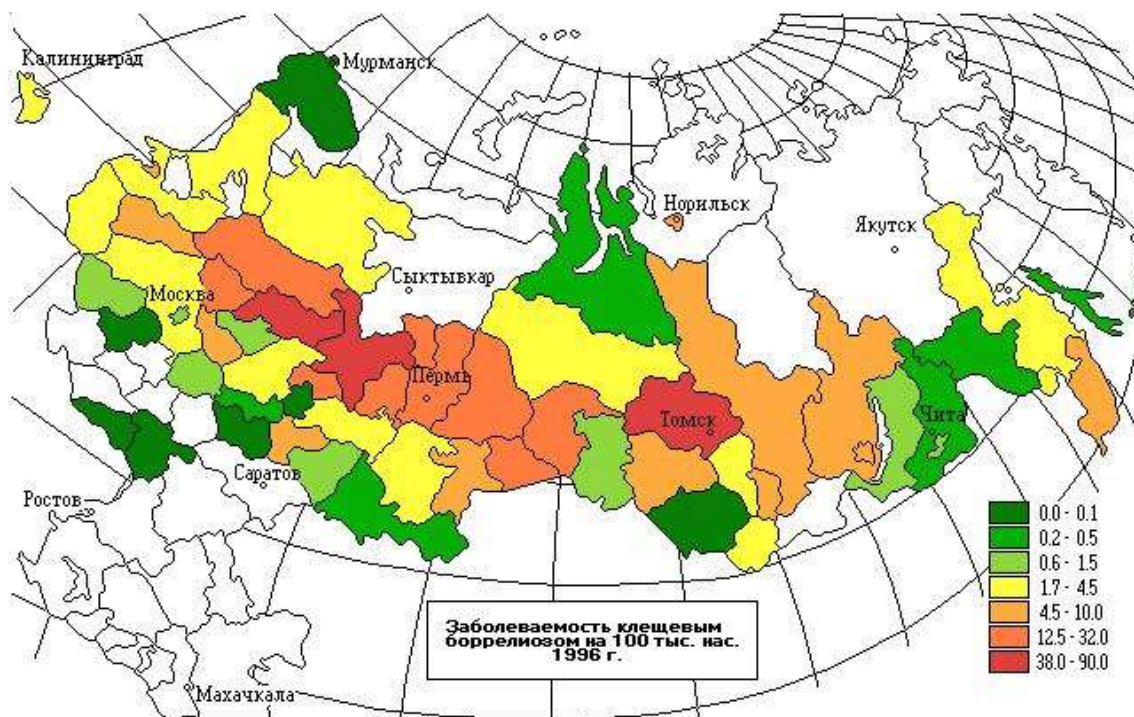 Калининград
Мурманск
Норильск
Якутск
Сыктывкар
Москва
Пермь
Томск
Чита
Саратов
Ростов
Махачкала
0.0 - 0.1
0.2 - 0.5
0.6 - 1.5
1.7 - 4.5
4.5 - 10.0
12.5 - 32.0
38.0 - 90.0
Заболеваемость клещевым
боррелиозом на 100 тыс. нас.
1996 г.